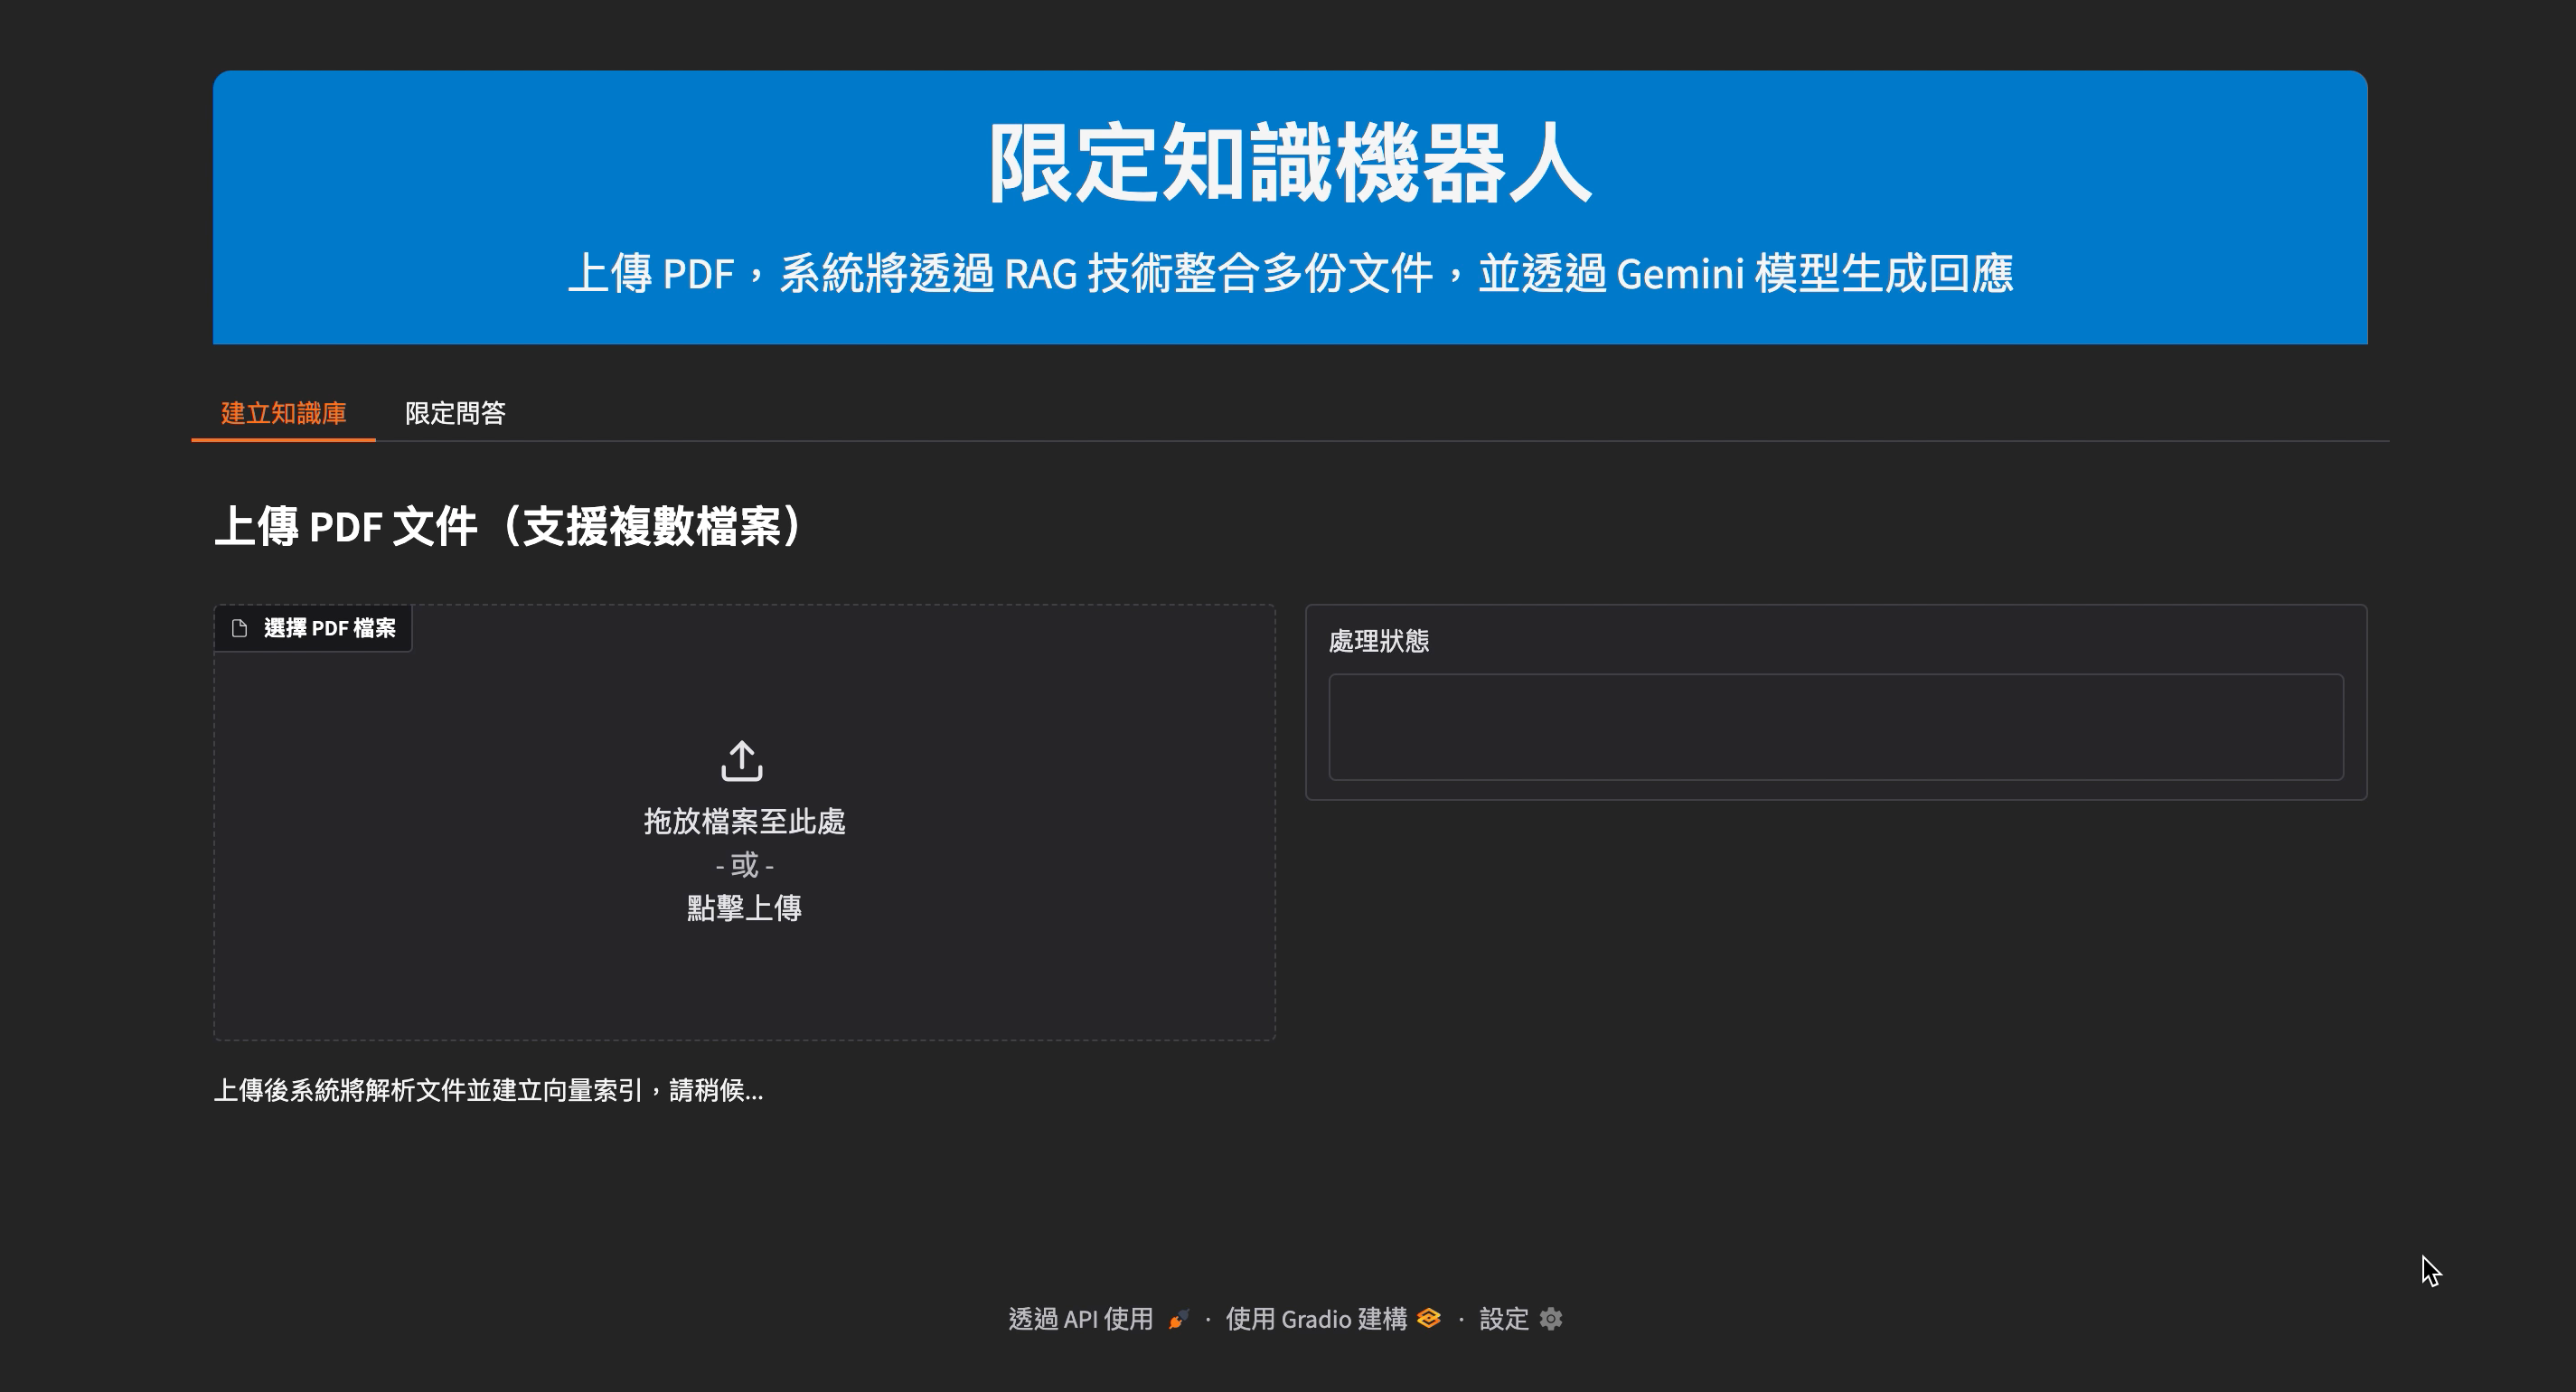 限定知識機器人
上傳 PDF，系統將透過 RAG 技術整合多份文件，並透過 Gemini 模型生成回應
建立知識庫
限定問答
上傳 PDF 文件（支援複數檔案）
選擇 PDF 檔案
處理狀態
拖放檔案至此處
- 或 -
點擊上傳
上傳後系統將解析文件並建立向量索引，請稍候...
透過 API 使用 · 使用 Gradio 建構 · 設定